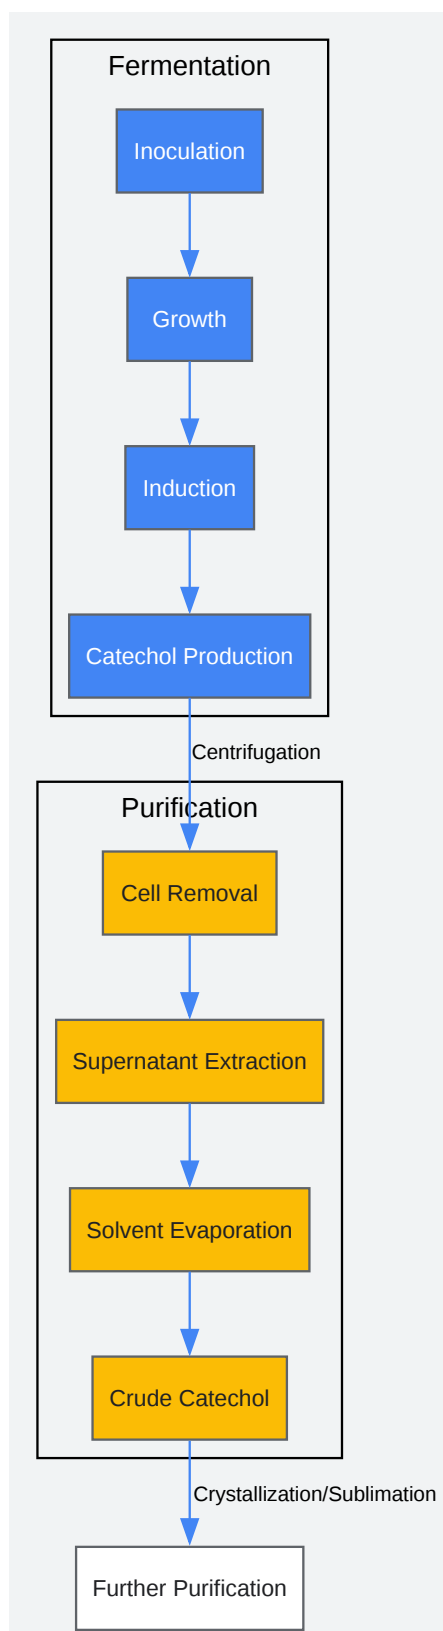 Fermentation
Inoculation
Growth
Induction
Catechol Production
Centrifugation
Purification
Cell Removal
Supernatant Extraction
Solvent Evaporation
Crude Catechol
Crystallization/Sublimation
Further Purification